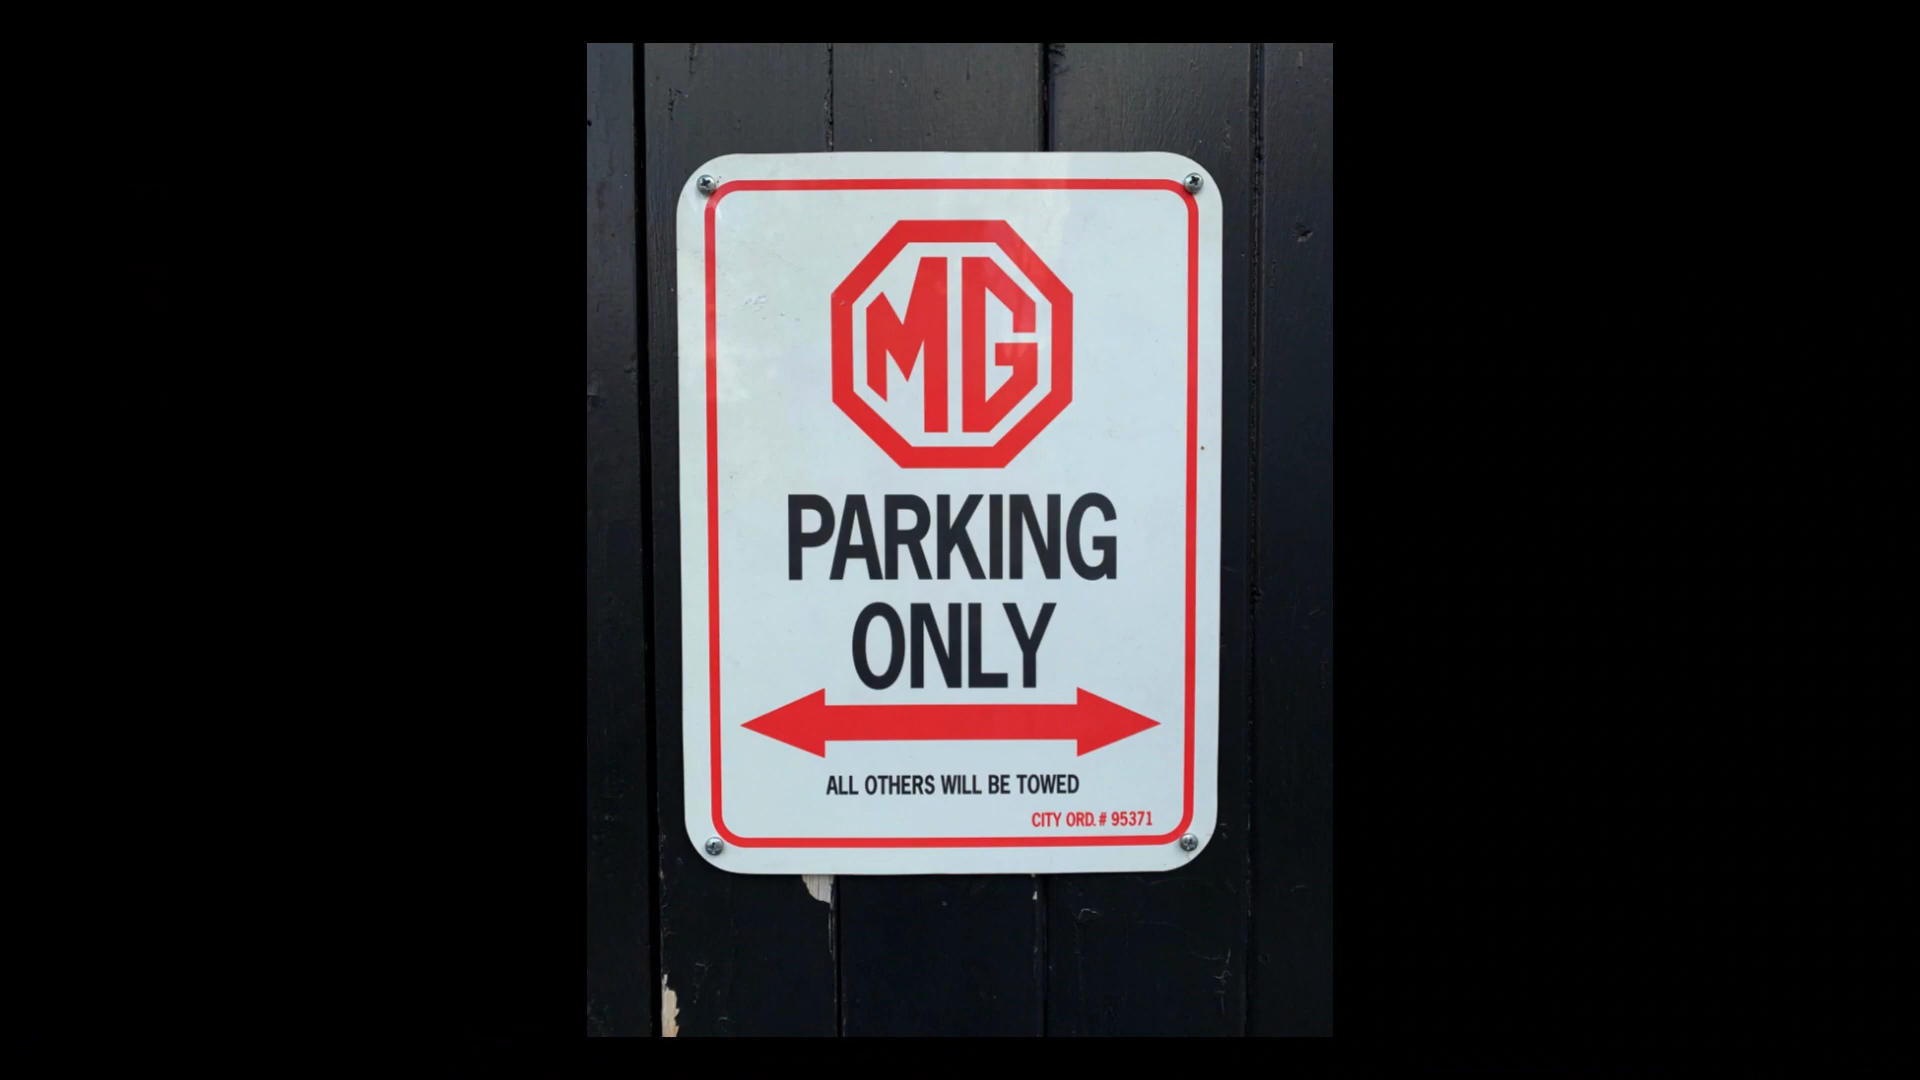 MG
PARKING
ONLY
ALL OTHERS WILL BE TOWED
CITY ORD. # 95371